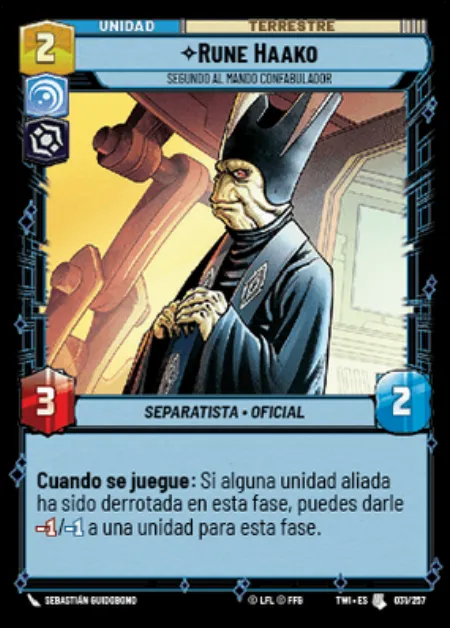 2
UNIDAD
TERRESTRE
✧RUNE HAAKO
SEGUNDO AL MANDO CONFABULADOR
3
SEPARATISTA • OFICIAL
2
Cuando se juegue: Si alguna unidad aliada
ha sido derrotada en esta fase, puedes darle
-1/-1 a una unidad para esta fase.
SEBASTIÁN GUIDOBONO
Ⓟ LFL Ⓟ FFG
TWI • ES
031/257